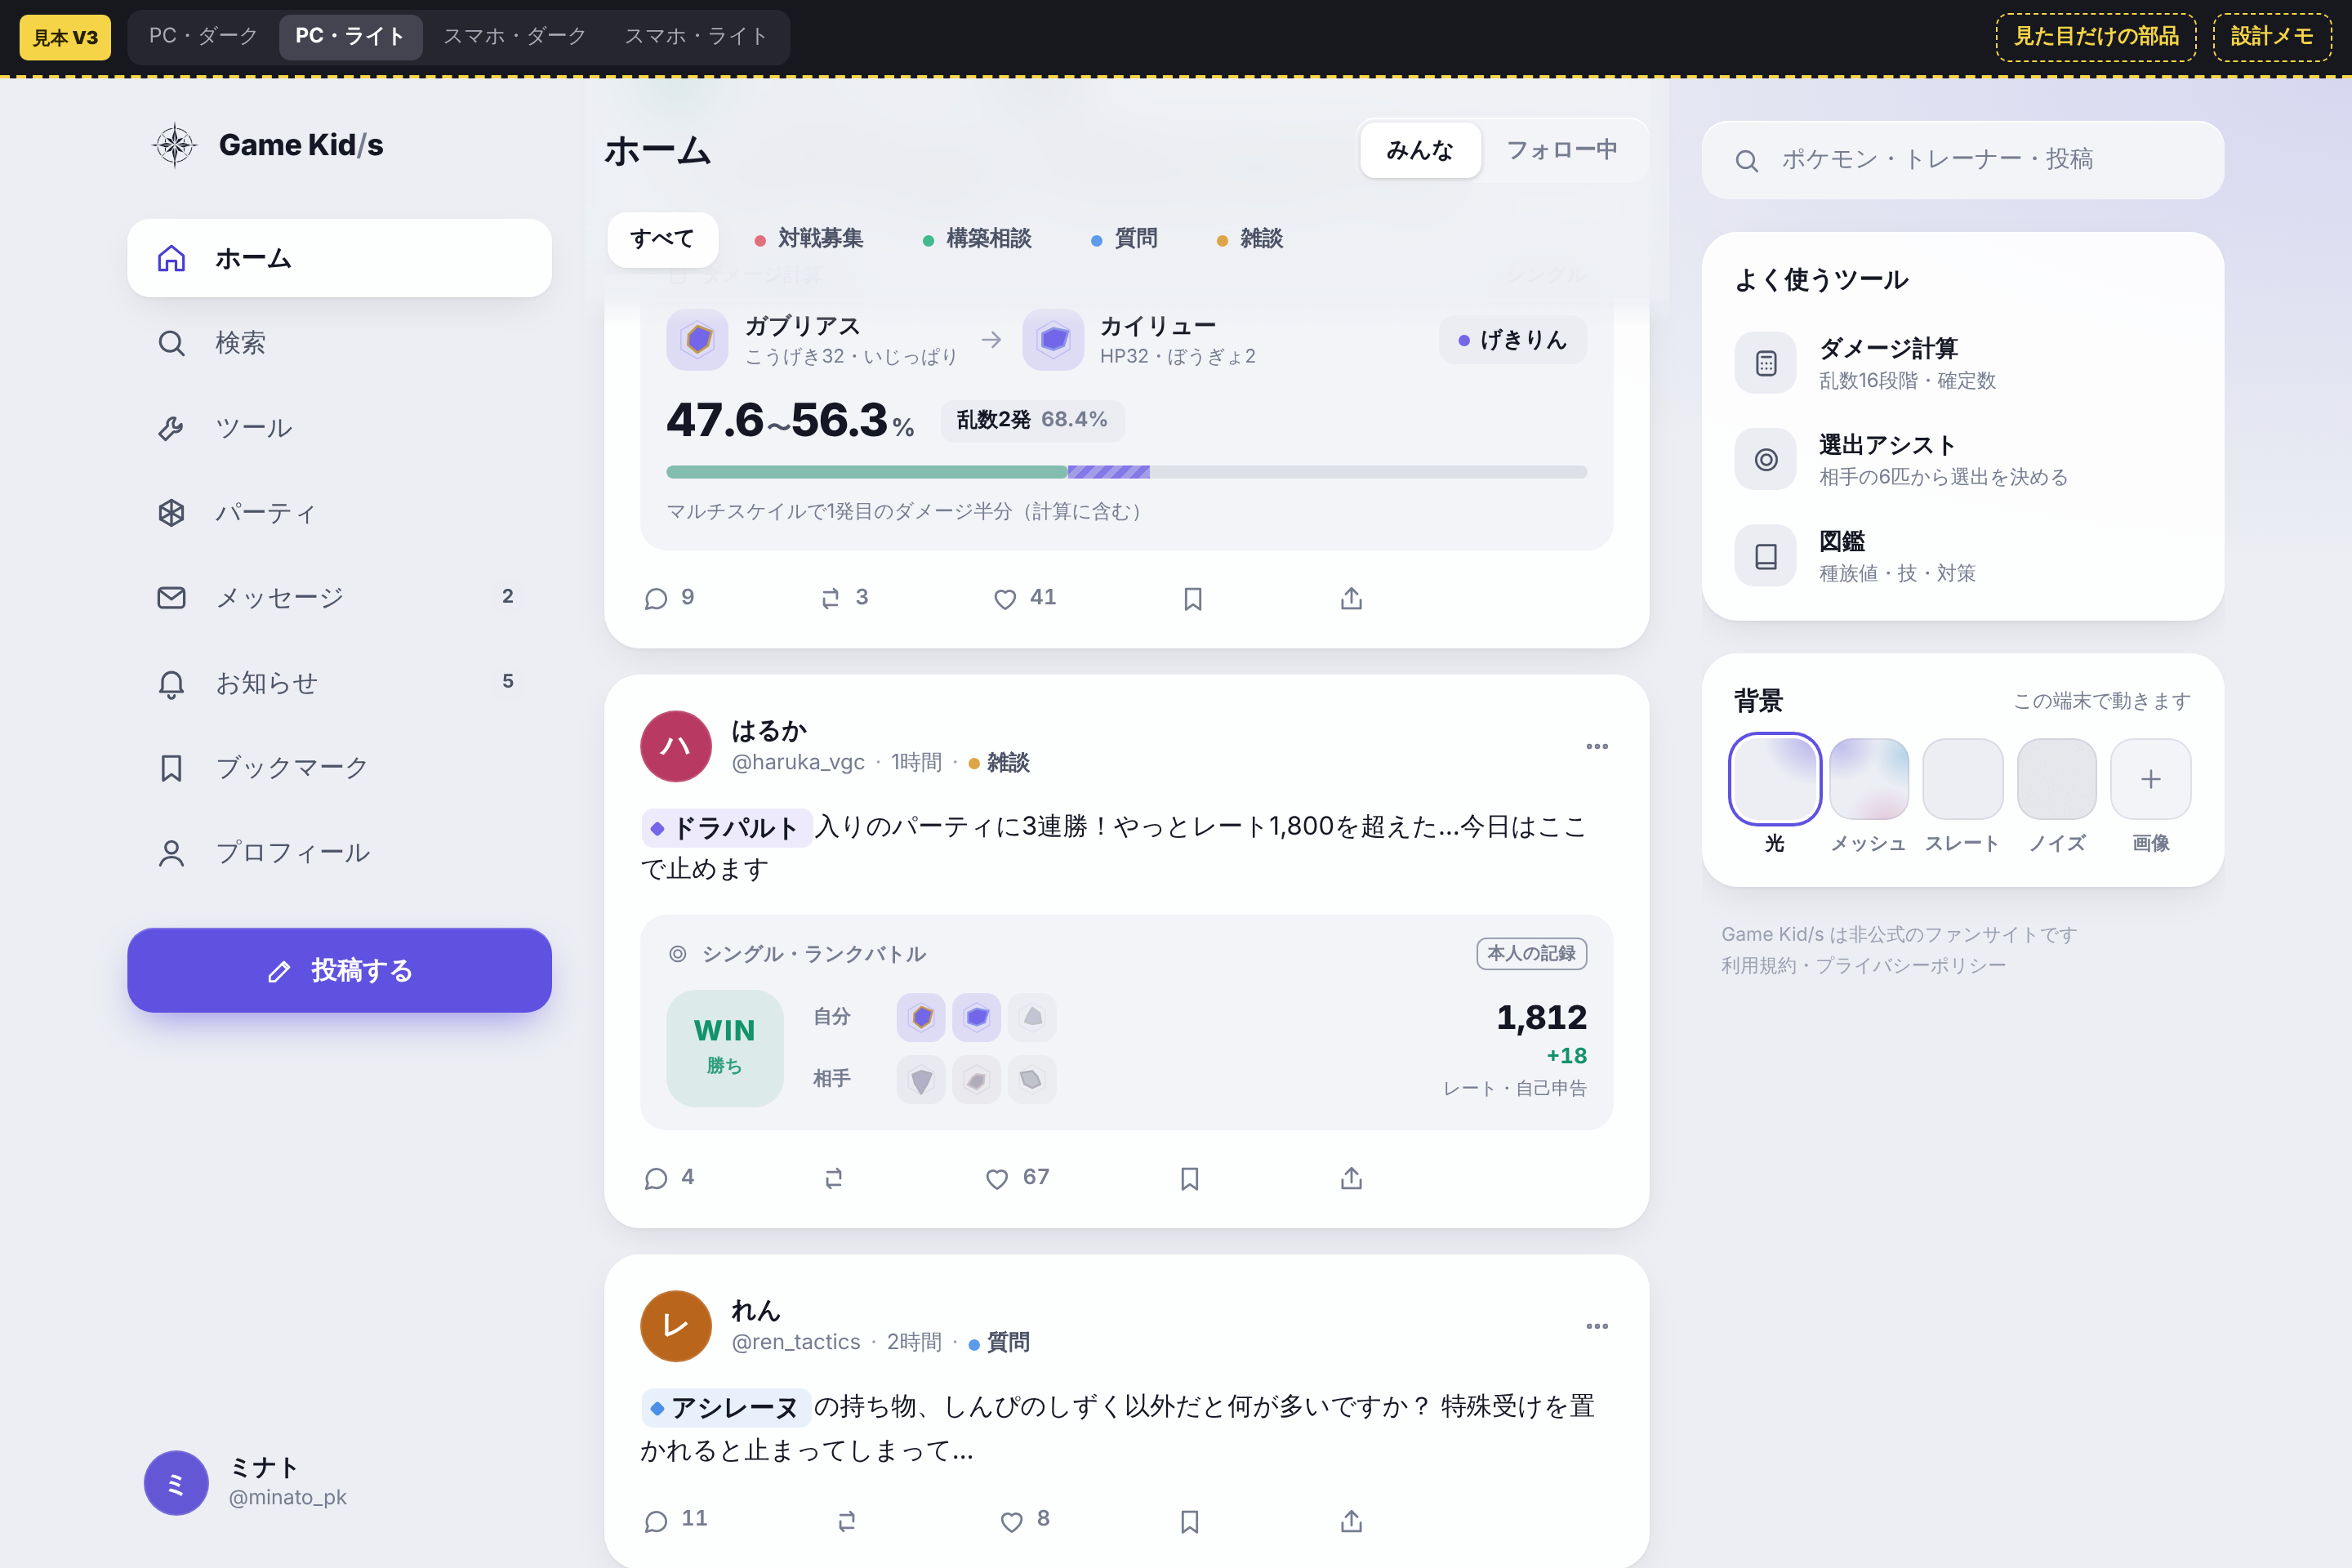 見本 V3
PC・ダーク
PC・ライト
スマホ・ダーク
スマホ・ライト
見た目だけの部品
設計メモ
Game Kid/s
ホーム
検索
ツール
パーティ
メッセージ
2
お知らせ
5
ブックマーク
プロフィール
投稿する
ミ
ミナト
@minato_pk
ホーム
みんな
フォロー中
すべて
対戦募集
構築相談
質問
雑談
ダメージ計算
シングル
ガブリアス
こうげき32・いじっぱり
カイリュー
HP32・ぼうぎょ2
げきりん
47.6〜56.3%
乱数2発 68.4%
マルチスケイルで1発目のダメージ半分（計算に含む）
9
3
41
ハ
はるか
@haruka_vgc · 1時間 · 雑談
ドラパルト入りのパーティに3連勝！やっとレート1,800を超えた…今日はここ
で止めます
シングル・ランクバトル
本人の記録
WIN
勝ち
自分
相手
1,812
+18
レート・自己申告
4
67
レ
れん
@ren_tactics · 2時間 · 質問
アシレーヌの持ち物、しんぴのしずく以外だと何が多いですか？ 特殊受けを置
かれると止まってしまって…
11
8
ポケモン・トレーナー・投稿
よく使うツール
ダメージ計算
乱数16段階・確定数
選出アシスト
相手の6匹から選出を決める
図鑑
種族値・技・対策
背景
この端末で動きます
光
メッシュ
スレート
ノイズ
画像
Game Kid/s は非公式のファンサイトです
利用規約・プライバシーポリシー